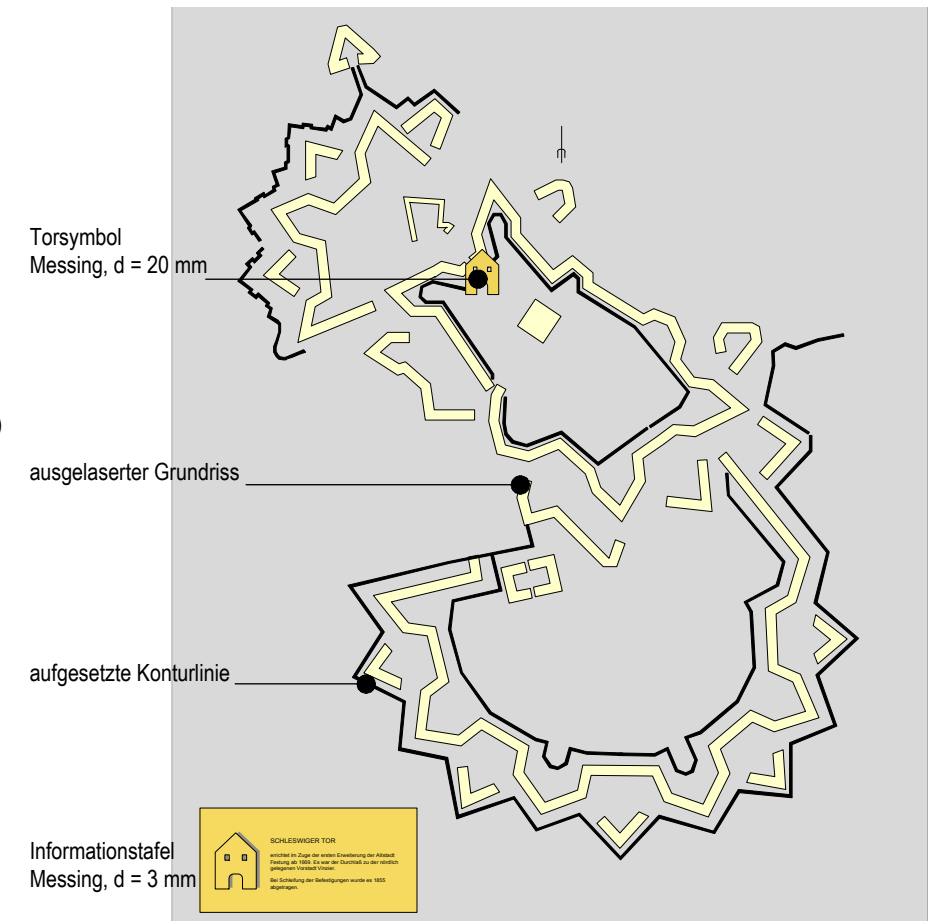 Torsymbol
Messing, d = 20 mm
ausgelaserter Grundriss
aufgesetzte Konturlinie
Informationstafel
Messing, d = 3 mm
SCHLESWIGER TOR
errichtet im Zuge der ersten Erweiterung der Altstadt
Festung ab 1669. Es war der Durchlaß zu der nördlich
gelegenen Vorstadt Vinzier.
Bei Schleifung der Befestigungen wurde es 1855
abgetragen.